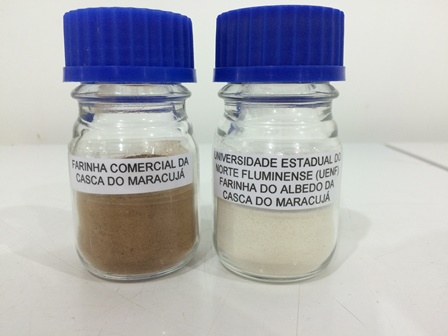 FARINHA COMERCIAL DA
CASCA DO MARACUJÁ
UNIVERSIDADE ESTADUAL DO
NORTE FLUMINENSE (UENF)
FARINHA DO ALBEDO DA
CASCA DO MARACUJÁ